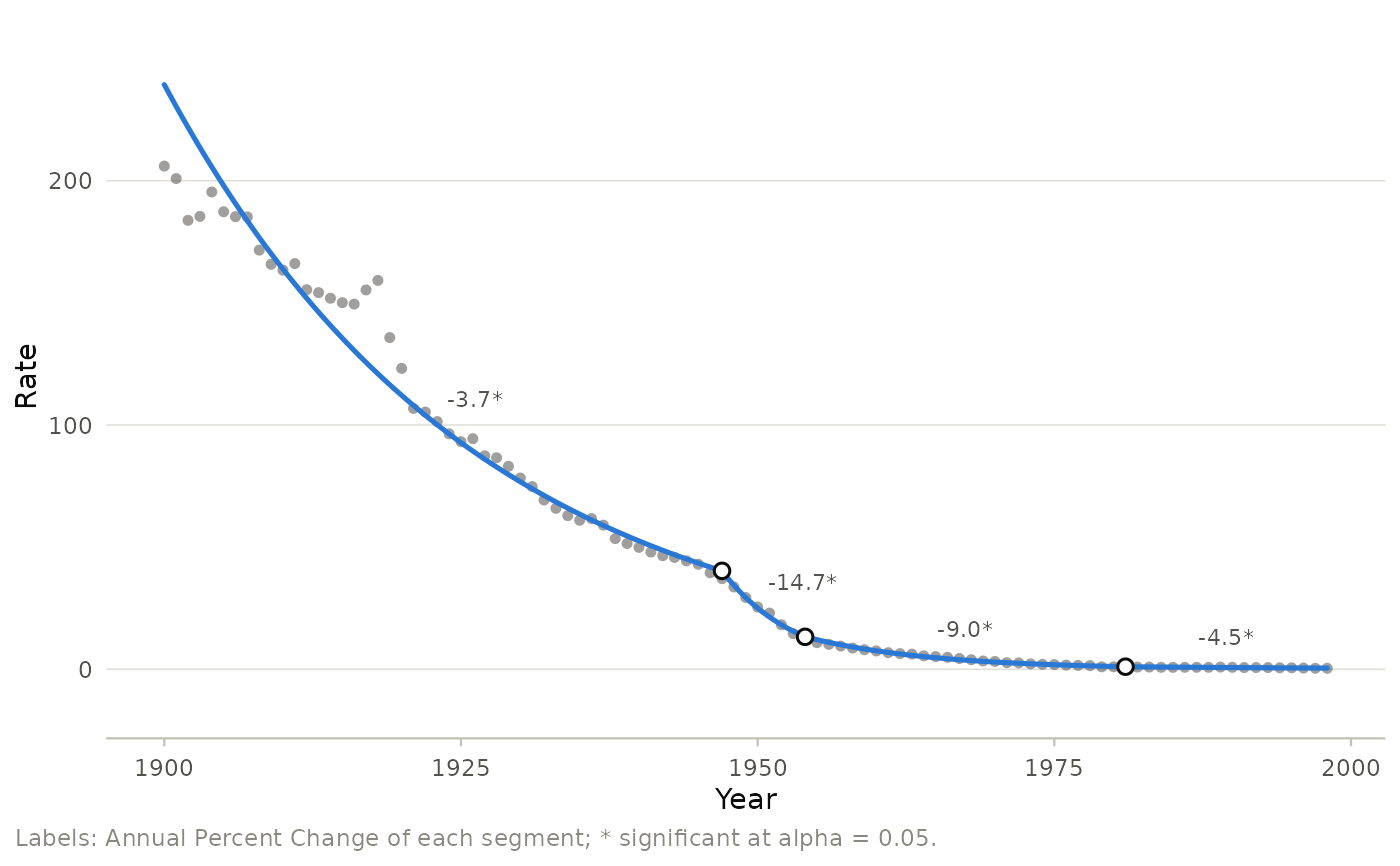 200
100
0
Rate
-3.7*
-14.7*
-9.0*
-4.5*
1900 1925 1950 1975 2000
Year
Labels: Annual Percent Change of each segment; * significant at alpha = 0.05.